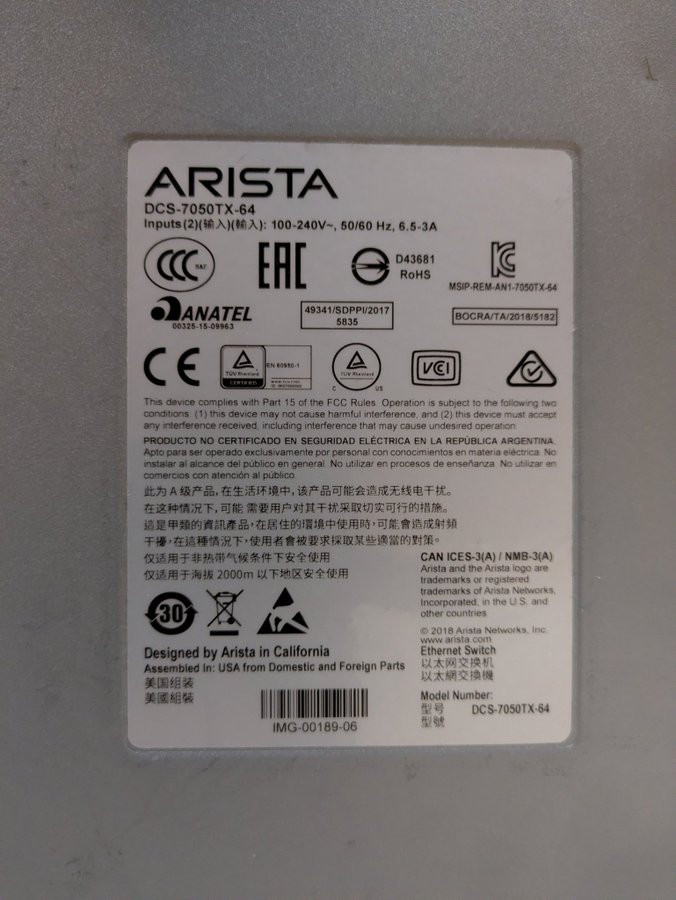 ARISTA
DCS-7050TX-64
Inputs(2)(输入)(輸入): 100-240V~, 50/60 Hz, 6.5-3A
CCC S&E
EAC
D43681
RoHS
MSIP-REM-AN1-7050TX-64
ANATEL
00325-15-09963
49341/SDPPI/2017
5835
BOCRA/TA/2018/5182
CE
TÜVRheinland
CERTIFIED
EN 60950-1
TÜVRheinland
C US
VCI
This device complies with Part 15 of the FCC Rules. Operation is subject to the following two
conditions: (1) this device may not cause harmful interference, and (2) this device must accept
any interference received, including interference that may cause undesired operation.
PRODUCTO NO CERTIFICADO EN SEGURIDAD ELÉCTRICA EN LA REPÚBLICA ARGENTINA.
Apto para ser operado exclusivamente por personal con conocimientos en materia eléctrica. No
instalar al alcance del público en general. No utilizar en procesos de enseñanza. No utilizar en
comercios con atención al público.
此为 A 级产品, 在生活环境中, 该产品可能会造成无线电干扰。
在这种情况下, 可能 需要用户对其干扰采取切实可行的措施。
這是甲類的資訊產品, 在居住的環境中使用時, 可能會造成射頻
干擾, 在這種情況下, 使用者會被要求採取某些適當的對策。
仅适用于非热带气候条件下安全使用
仅适用于海拔 2000m 以下地区安全使用
CAN ICES-3(A) / NMB-3(A)
Arista and the Arista logo are
trademarks or registered
trademarks of Arista Networks,
Incorporated, in the U.S. and
other countries
30
© 2018 Arista Networks, Inc.
www.arista.com
Designed by Arista in California
Assembled In: USA from Domestic and Foreign Parts
美国组装
美國組裝
Ethernet Switch
以太网交换机
以太網交換機
IMG-00189-06
Model Number:
型号
型號
DCS-7050TX-64